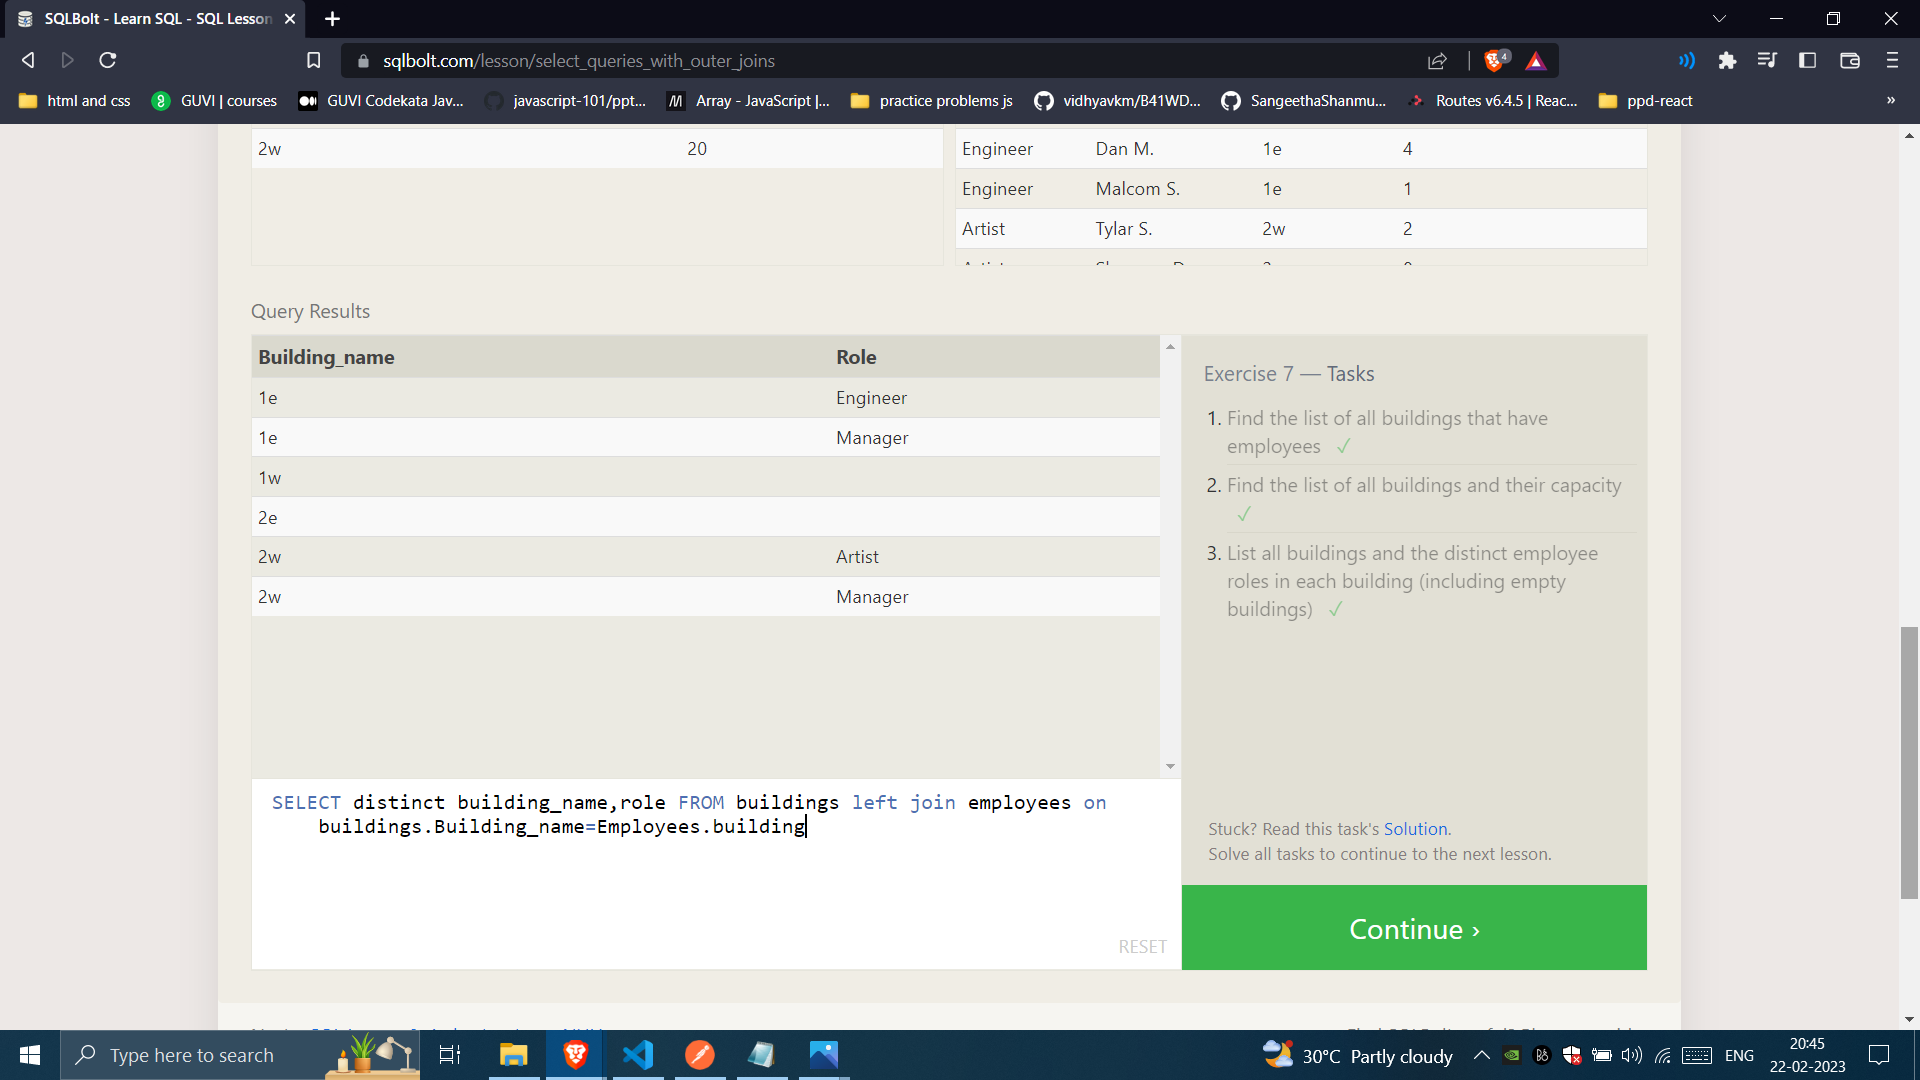 SQLBolt - Learn SQL - SQL Lesson
sqlbolt.com/lesson/select_queries_with_outer_joins
4
html and css
GUVI | courses
GUVI Codekata Jav...
javascript-101/ppt...
Array - JavaScript |...
practice problems js
vidhyavkm/B41WD...
SangeethaShanmu...
Routes v6.4.5 | Reac...
ppd-react
»
2w 20
Engineer Dan M. 1e 4
Engineer Malcom S. 1e 1
Artist Tylar S. 2w 2
Query Results
Building_name Role
1e Engineer
1e Manager
1w
2e
2w Artist
2w Manager
Exercise 7 — Tasks
1. Find the list of all buildings that have
employees ✓
2. Find the list of all buildings and their capacity
✓
3. List all buildings and the distinct employee
roles in each building (including empty
buildings) ✓
SELECT distinct building_name,role FROM buildings left join employees on
buildings.Building_name=Employees.building
RESET
Stuck? Read this task's Solution.
Solve all tasks to continue to the next lesson.
Continue ›
Type here to search
30°C Partly cloudy
ENG
20:45
22-02-2023